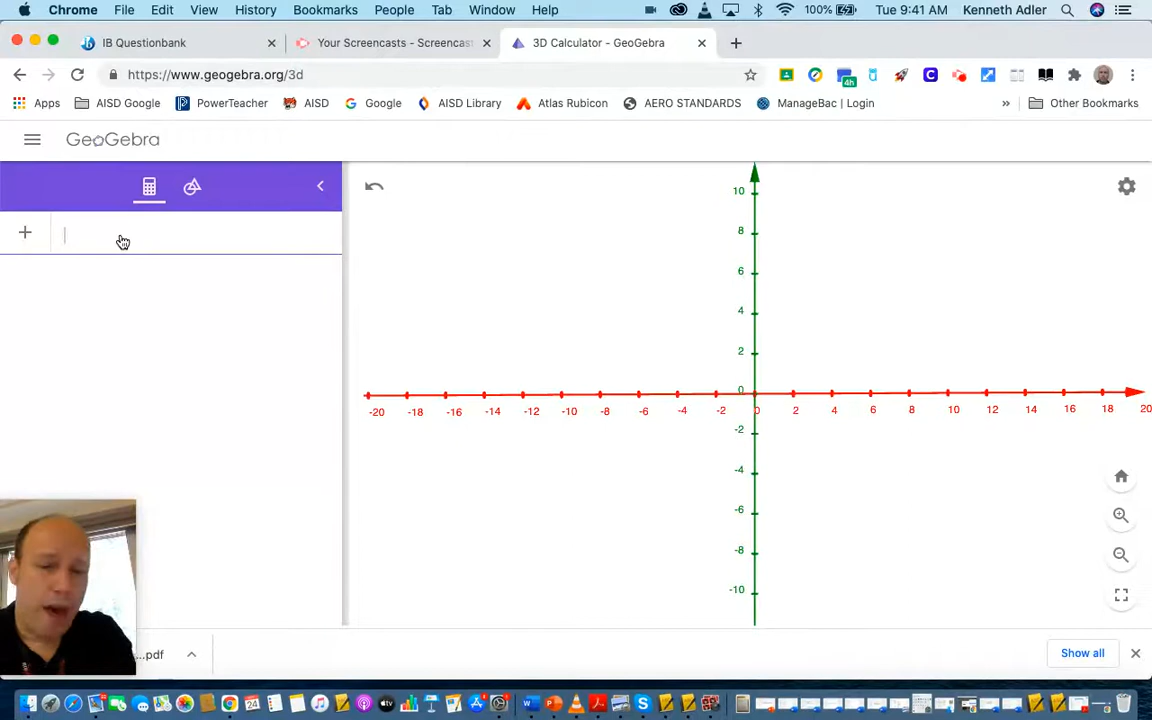 Chrome File Edit View History Bookmarks People Tab Window Help 100% Tue 9:41 AM Kenneth Adler
IB Questionbank Your Screencasts - Screencast 3D Calculator - GeoGebra
https://www.geogebra.org/3d
4h
Apps AISD Google PowerTeacher AISD Google AISD Library Atlas Rubicon AERO STANDARDS ManageBac | Login » Other Bookmarks
GeoGebra
10
8
6
4
2
0
-20 -18 -16 -14 -12 -10 -8 -6 -4 -2 0 2 4 6 8 10 12 14 16 18 20
-2
-4
-6
-8
-10
...pdf Show all